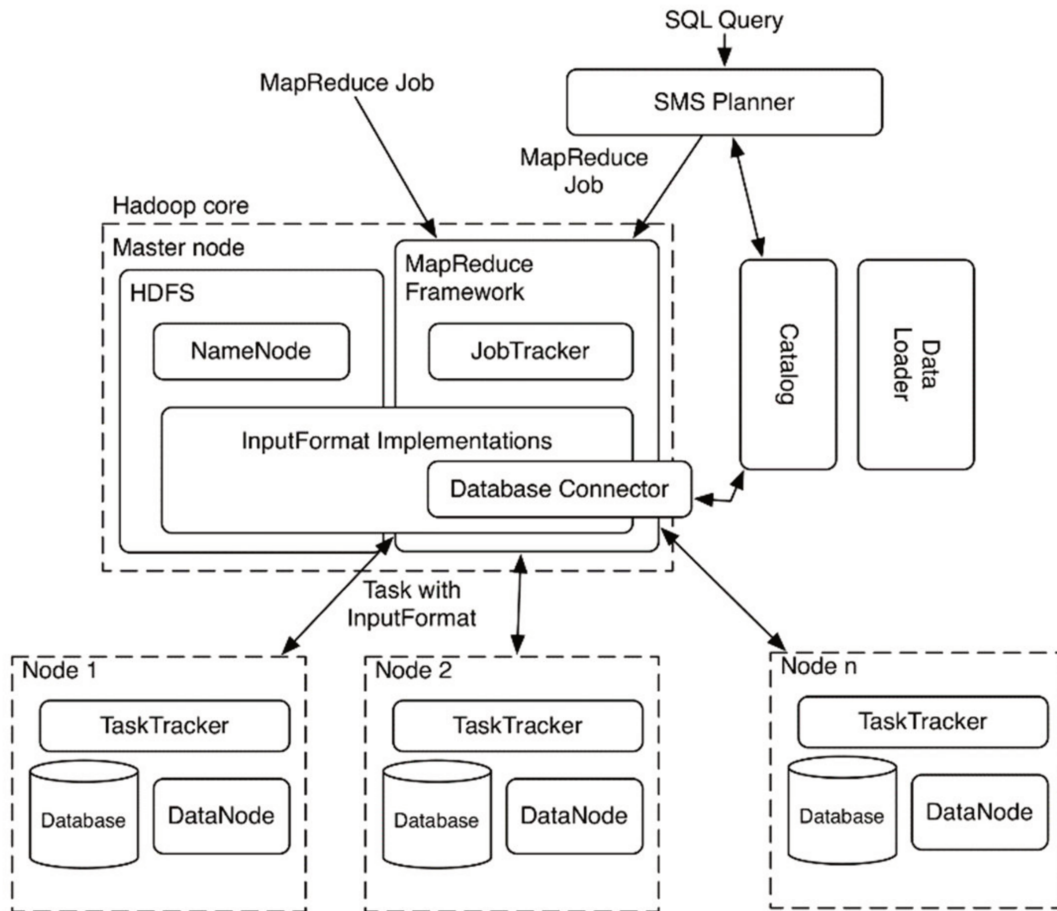 SQL Query
SMS Planner
MapReduce Job
MapReduce
Job
Hadoop core
Master node
HDFS
NameNode
MapReduce
Framework
JobTracker
InputFormat Implementations
Database Connector
Catalog
Data
Loader
Task with
InputFormat
Node 1
TaskTracker
Database
DataNode
Node 2
TaskTracker
Database
DataNode
Node n
TaskTracker
Database
DataNode